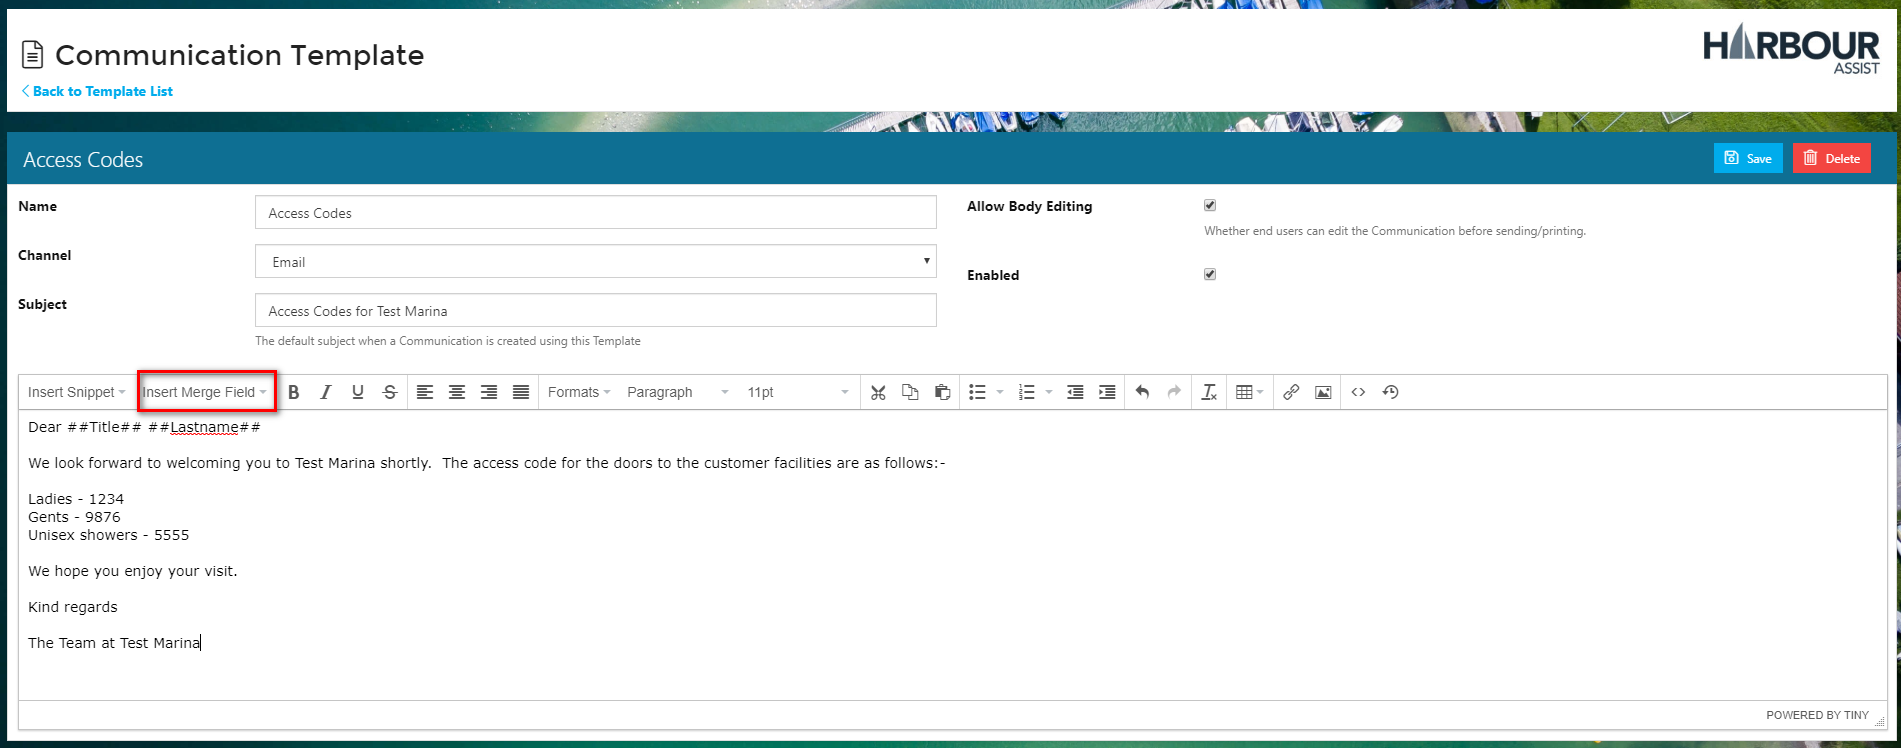 Communication Template
HARBOUR
ASSIST
Back to Template List
Access Codes
Save
Delete
Name
Access Codes
Allow Body Editing
Whether end users can edit the Communication before sending/printing.
Channel
Email
Enabled
Subject
Access Codes for Test Marina
The default subject when a Communication is created using this Template
Insert Snippet Insert Merge Field B I U S Formats Paragraph 11pt
Dear ##Title## ##Lastname##
We look forward to welcoming you to Test Marina shortly.  The access code for the doors to the customer facilities are as follows:-
Ladies - 1234
Gents - 9876
Unisex showers - 5555
We hope you enjoy your visit.
Kind regards
The Team at Test Marina
POWERED BY TINY